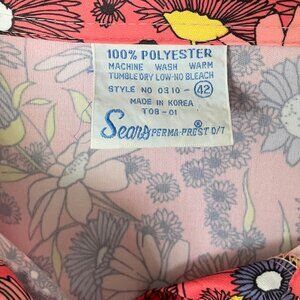 100% POLYESTER
MACHINE WASH WARM
TUMBLE DRY LOW-NO BLEACH
STYLE NO 0310 - 42
MADE IN KOREA
T08-01
Sears PERMA-PREST® D/7